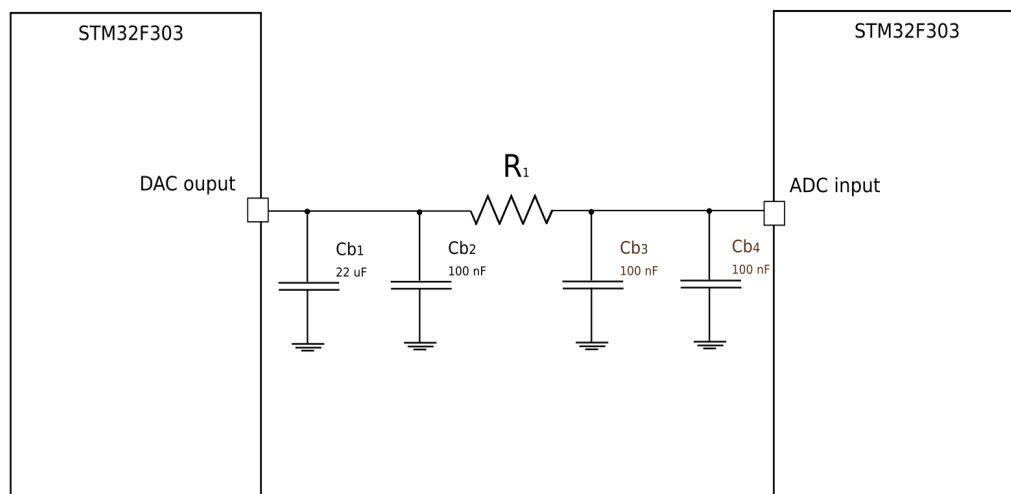 STM32F303
STM32F303
R1
DAC ouput
ADC input
Cb1
22 uF
Cb2
100 nF
Cb3
100 nF
Cb4
100 nF